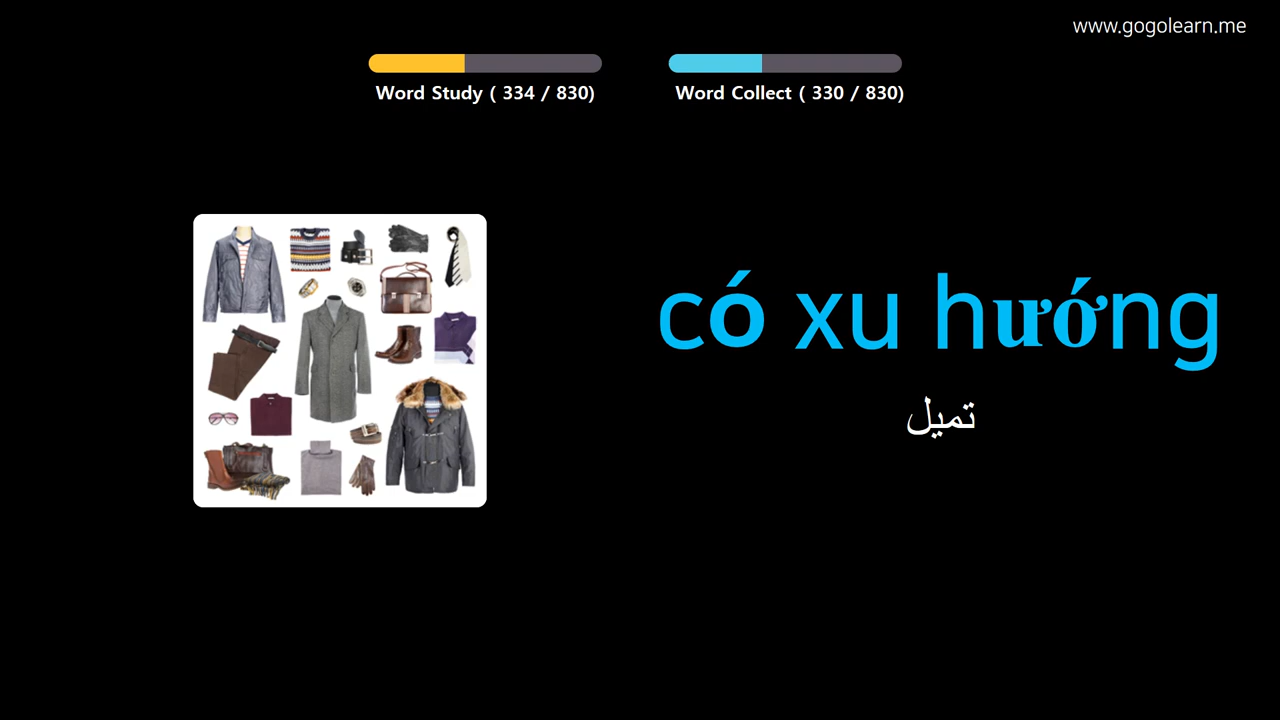 www.gogolearn.me
Word Study ( 334 / 830)
Word Collect ( 330 / 830)
có xu hướng
تميل